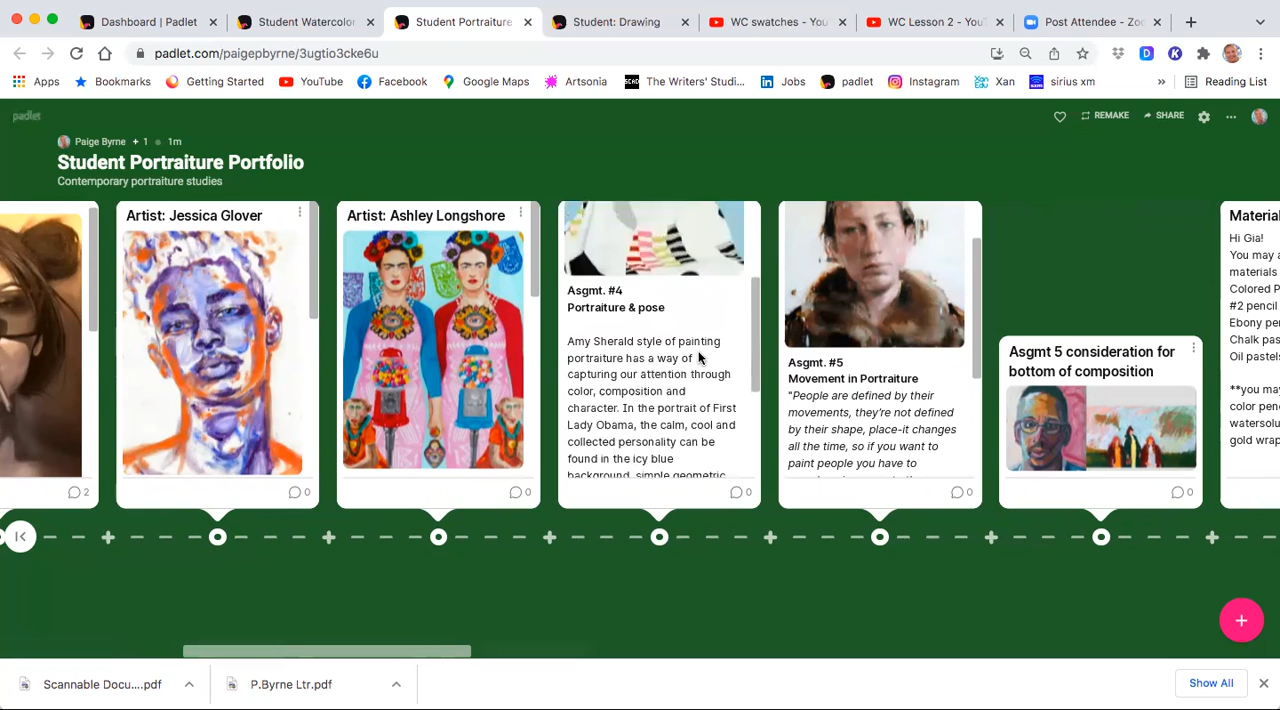 Dashboard | Padlet
Student Watercolor
Student Portraiture
Student: Drawing
WC swatches - You
WC Lesson 2 - You
Post Attendee - Zoo
padlet.com/paigepbyrne/3ugtio3cke6u
Apps
Bookmarks
Getting Started
YouTube
Facebook
Google Maps
Artsonia
The Writers' Studi...
Jobs
padlet
Instagram
Xan
sirius xm
»
Reading List
padlet
REMAKE
SHARE
Paige Byrne + 1 1m
Student Portraiture Portfolio
Contemporary portraiture studies
2
Artist: Jessica Glover
0
Artist: Ashley Longshore
0
Asgmt. #4
Portraiture & pose
Amy Sherald style of painting
portraiture has a way of
capturing our attention through
color, composition and
character. In the portrait of First
Lady Obama, the calm, cool and
collected personality can be
found in the icy blue
background, simple geometric
0
Asgmt. #5
Movement in Portraiture
"People are defined by their
movements, they're not defined
by their shape, place-it changes
all the time, so if you want to
paint people you have to
0
Asgmt 5 consideration for
bottom of composition
0
Material
Hi Gia!
You may a
materials
Colored P
#2 pencil
Ebony pen
Chalk pas
Oil pastels
**you may
color penc
watersolu
gold wrap
Scannable Docu....pdf
P.Byrne Ltr.pdf
Show All